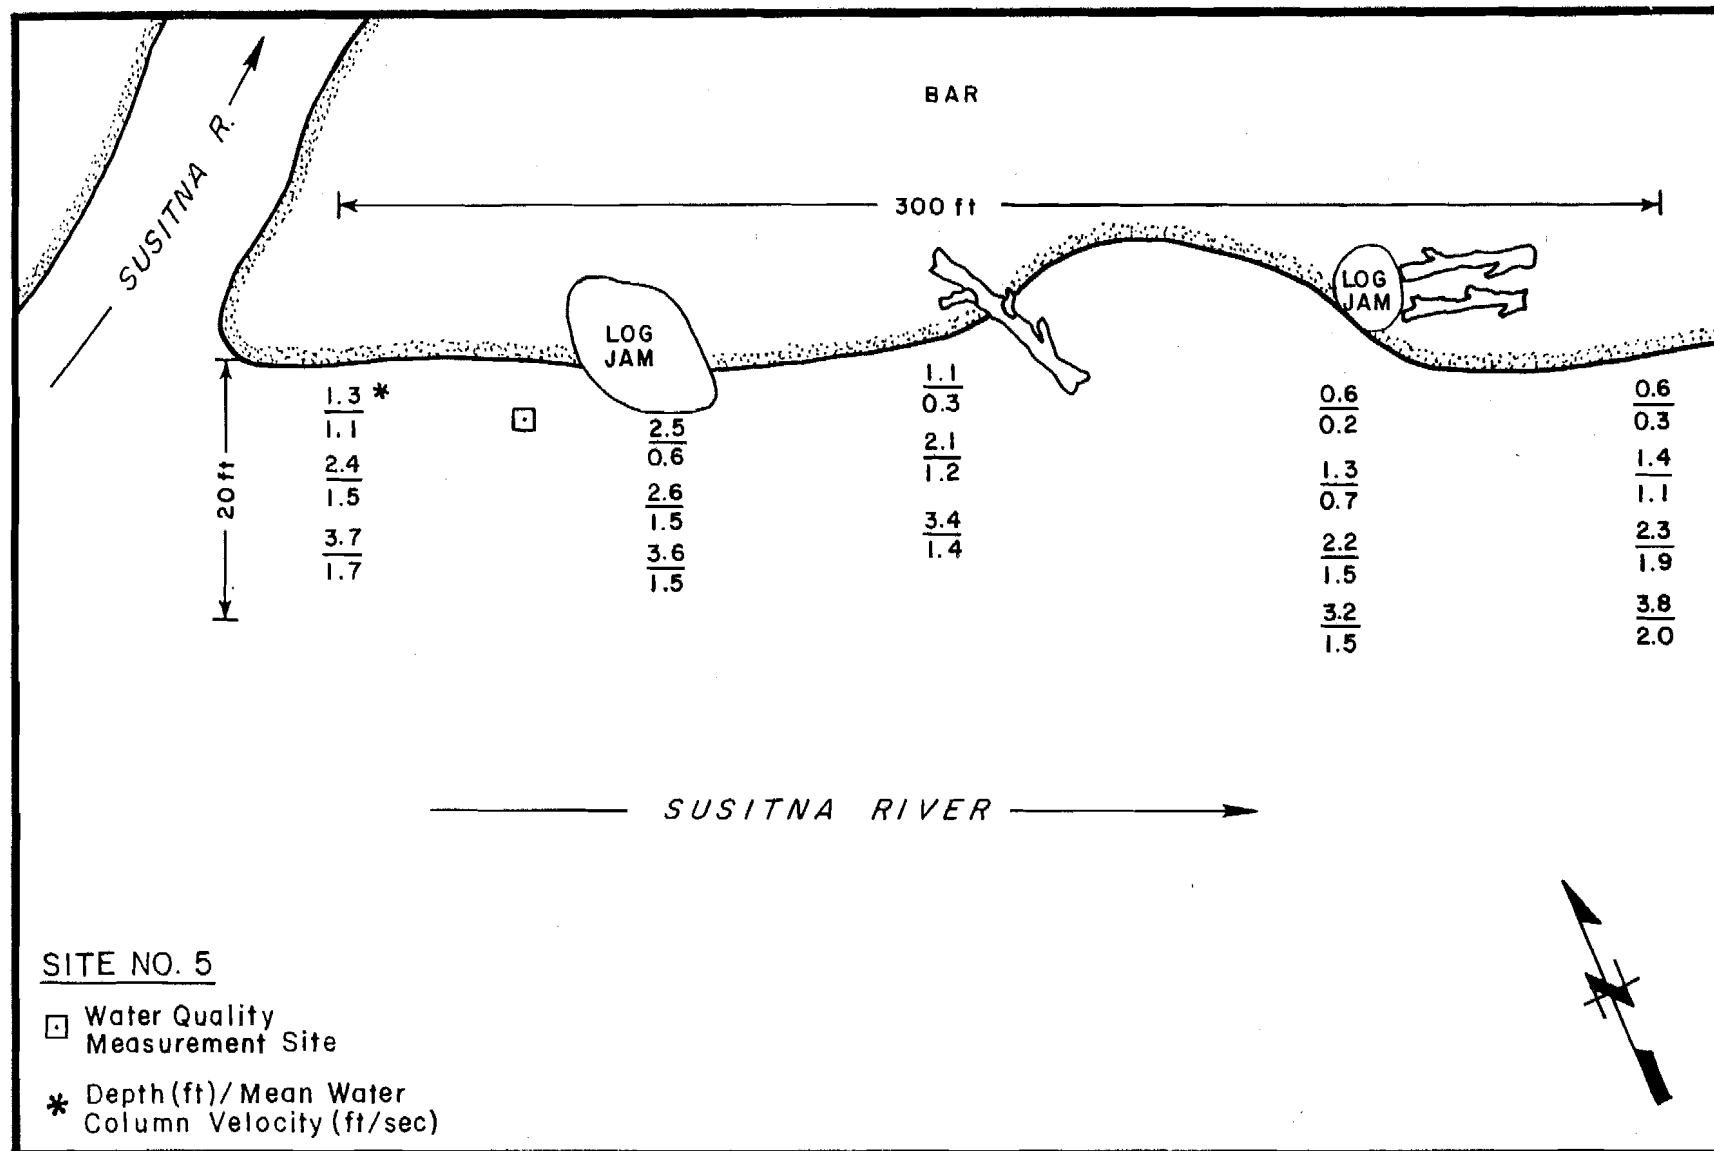 BAR
SUSITNA R.
300 ft
LOG
JAM
LOG
JAM
20 ft
1.3 *
1.1
2.4
1.5
3.7
1.7
2.5
0.6
2.6
1.5
3.6
1.5
1.1
0.3
2.1
1.2
3.4
1.4
0.6
0.2
1.3
0.7
2.2
1.5
3.2
1.5
0.6
0.3
1.4
1.1
2.3
1.9
3.8
2.0
SUSITNA RIVER
N
SITE NO. 5
Water Quality
Measurement Site
* Depth (ft) / Mean Water
Column Velocity (ft/sec)